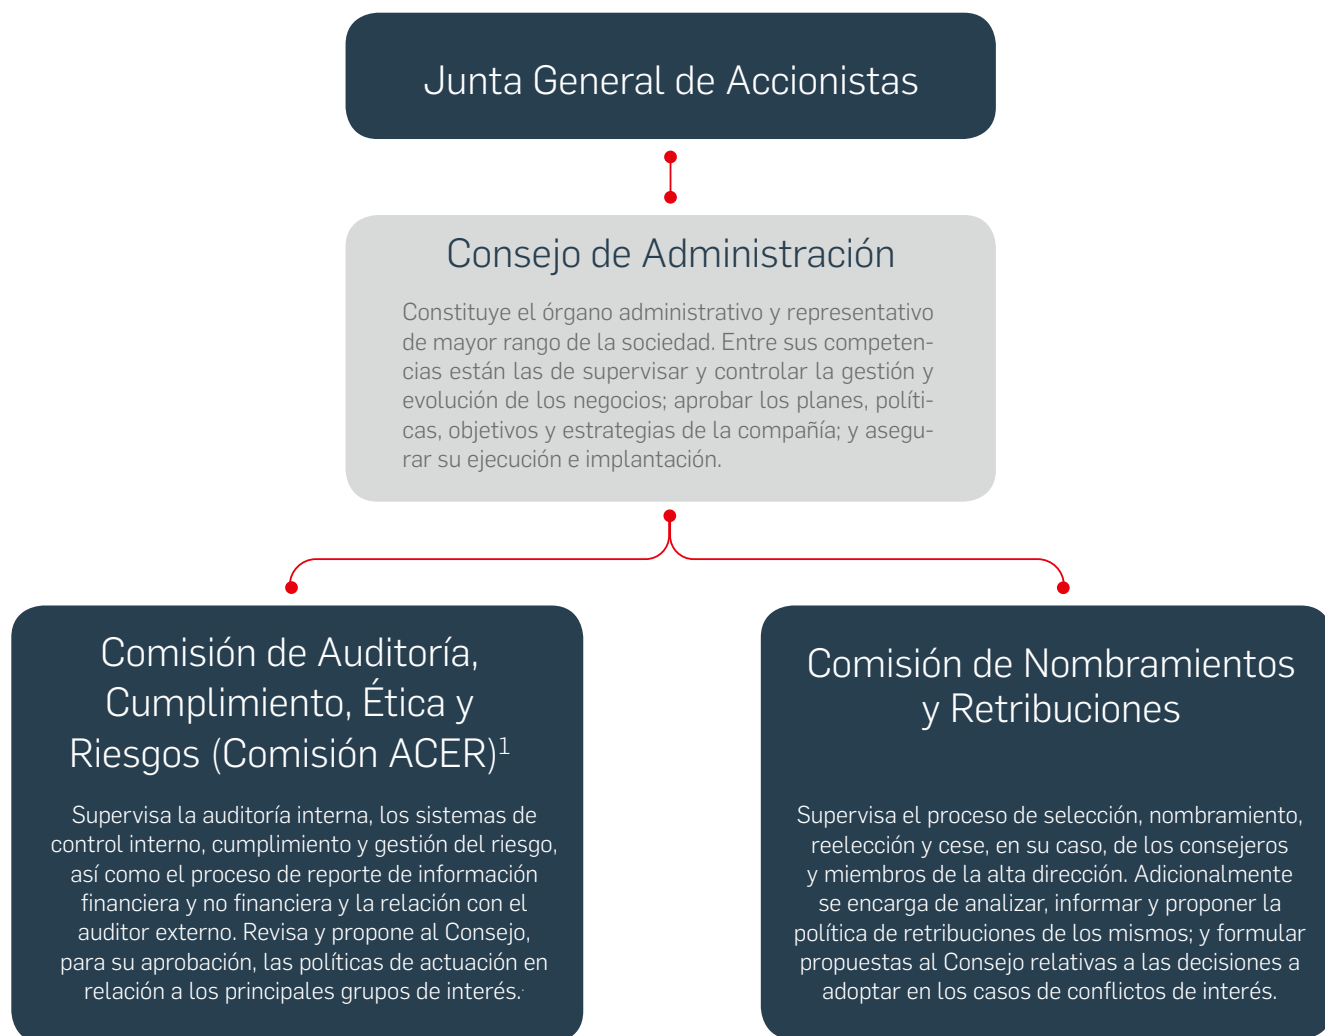 Junta General de Accionistas
Consejo de Administración
Constituye el órgano administrativo y representativo
de mayor rango de la sociedad. Entre sus competen-
cias están las de supervisar y controlar la gestión y
evolución de los negocios; aprobar los planes, políti-
cas, objetivos y estrategias de la compañía; y asegu-
rar su ejecución e implantación.
Comisión de Auditoría,
Cumplimiento, Ética y
Riesgos (Comisión ACER)¹
Supervisa la auditoría interna, los sistemas de
control interno, cumplimiento y gestión del riesgo,
así como el proceso de reporte de información
financiera y no financiera y la relación con el
auditor externo. Revisa y propone al Consejo,
para su aprobación, las políticas de actuación en
relación a los principales grupos de interés.
Comisión de Nombramientos
y Retribuciones
Supervisa el proceso de selección, nombramiento,
reelección y cese, en su caso, de los consejeros
y miembros de la alta dirección. Adicionalmente
se encarga de analizar, informar y proponer la
política de retribuciones de los mismos; y formular
propuestas al Consejo relativas a las decisiones a
adoptar en los casos de conflictos de interés.